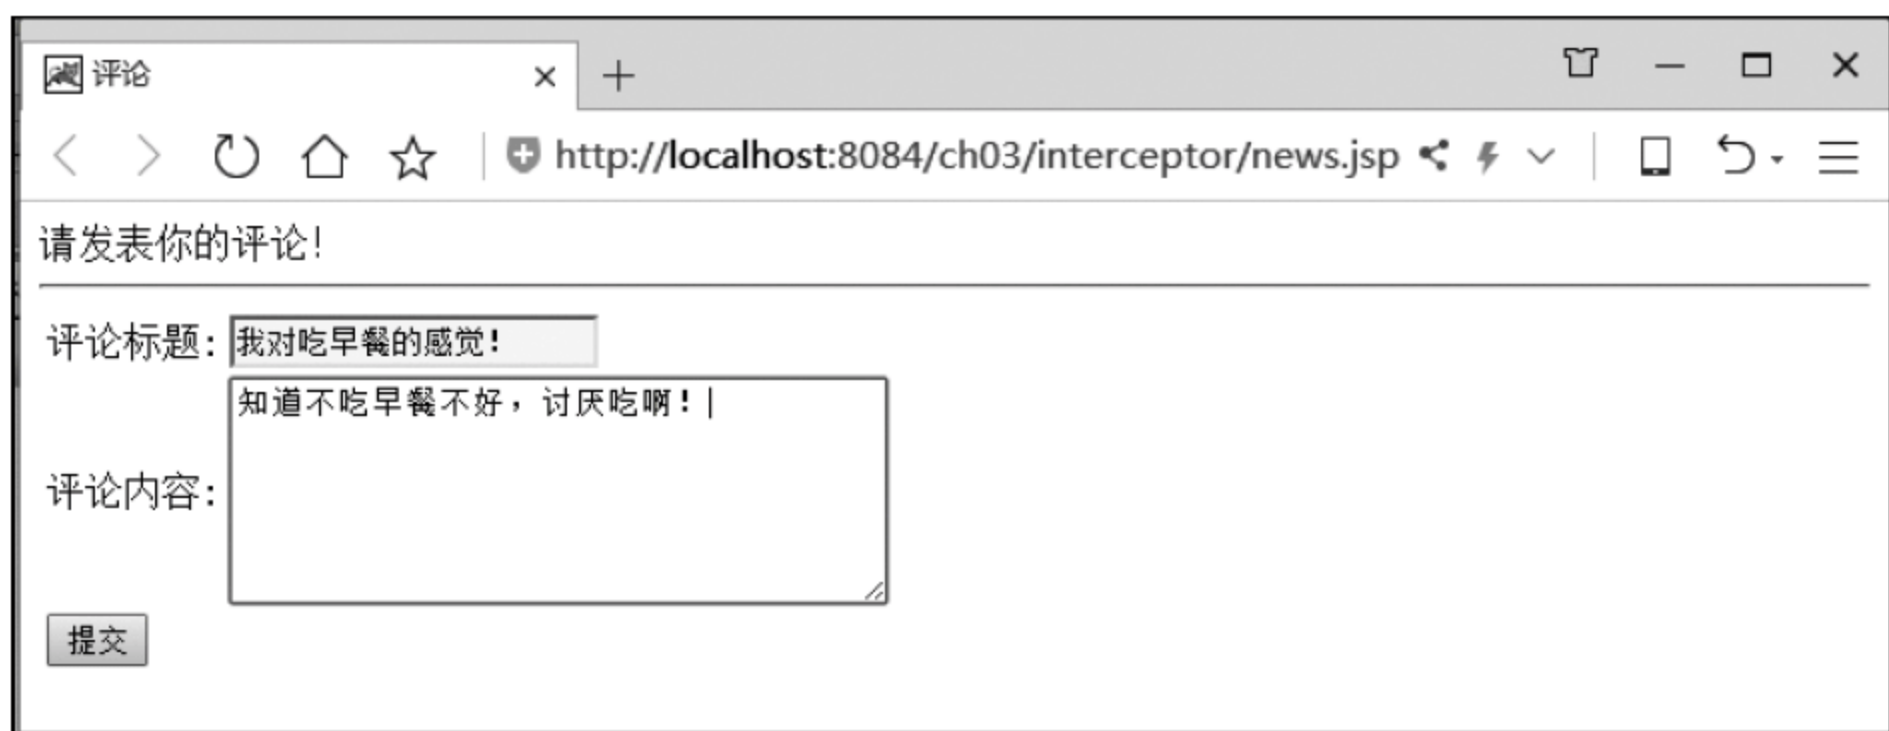 评论
http://localhost:8084/ch03/interceptor/news.jsp
请发表你的评论!
评论标题: 我对吃早餐的感觉!
知道不吃早餐不好，讨厌吃啊!
评论内容:
提交